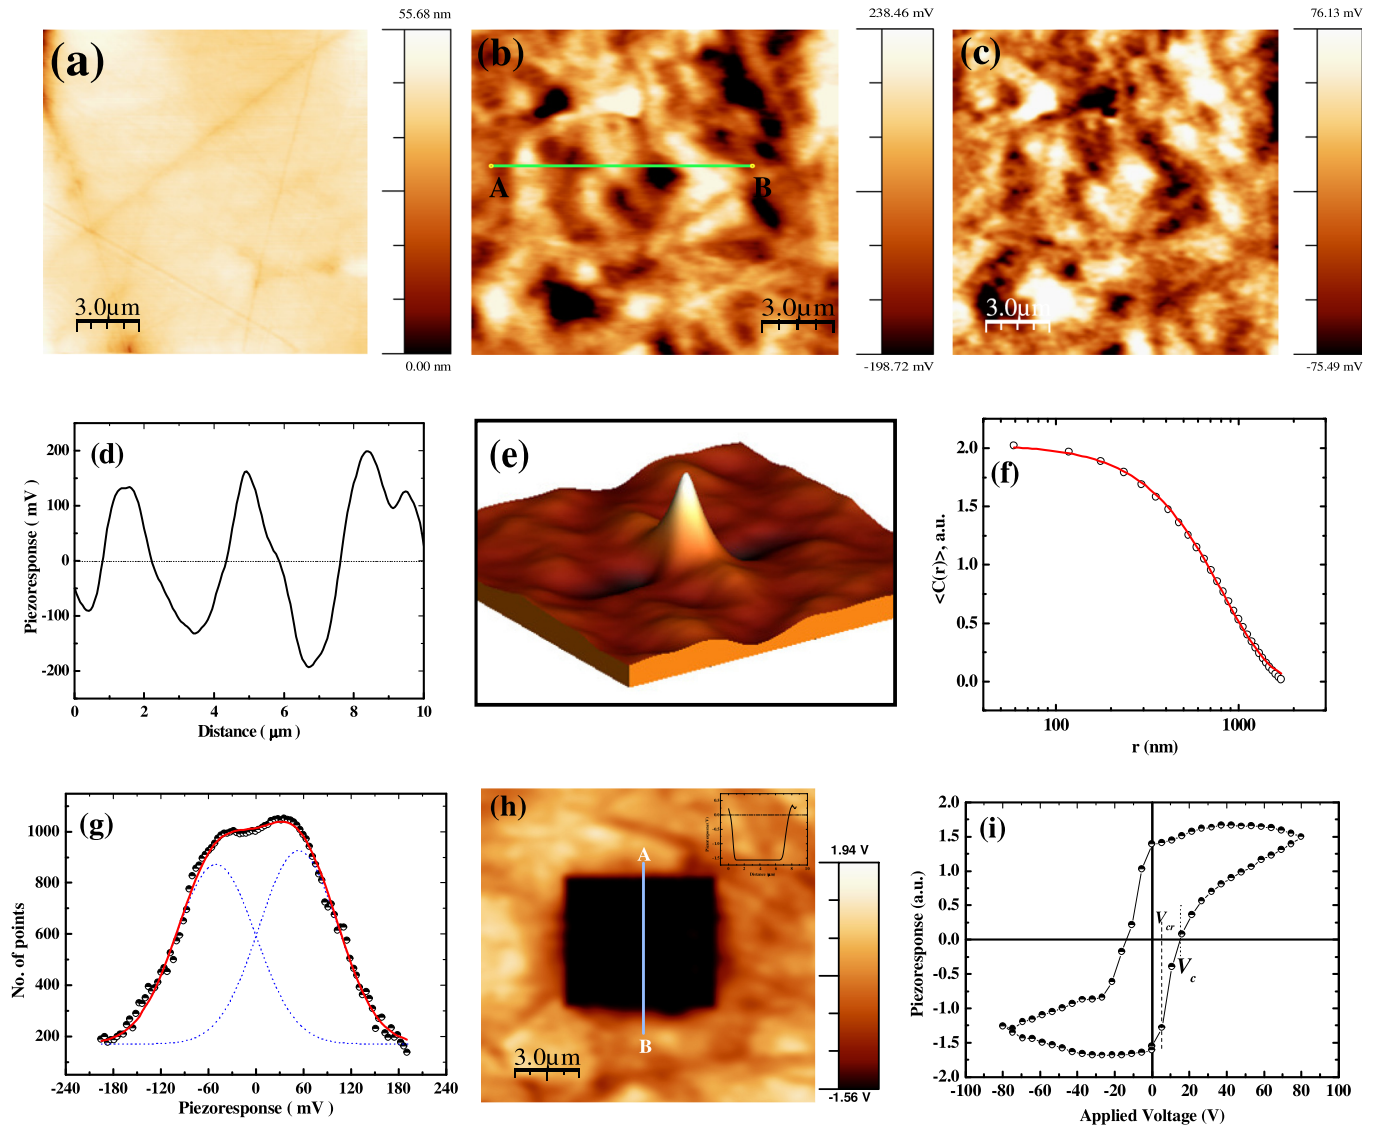 55.68 nm
(a)
3.0μm
0.00 nm
238.46 mV
(b)
A
B
3.0μm
-198.72 mV
76.13 mV
(c)
3.0μm
-75.49 mV
(d)
Piezoresponse ( mV )
200
100
0
-100
-200
0 2 4 6 8 10
Distance ( μm )
(e)
(f)
<C(r)>, a.u.
2.0
1.5
1.0
0.5
0.0
100 1000
r (nm)
(g)
No. of points
1000
800
600
400
200
-240 -180 -120 -60 0 60 120 180 240
Piezoresponse ( mV )
(h)
A
B
3.0μm
1.94 V
-1.56 V
(i)
Piezoresponse (a.u.)
2.0
1.5
1.0
0.5
0.0
-0.5
-1.0
-1.5
-2.0
V cr
V c
-100 -80 -60 -40 -20 0 20 40 60 80 100
Applied Voltage (V)